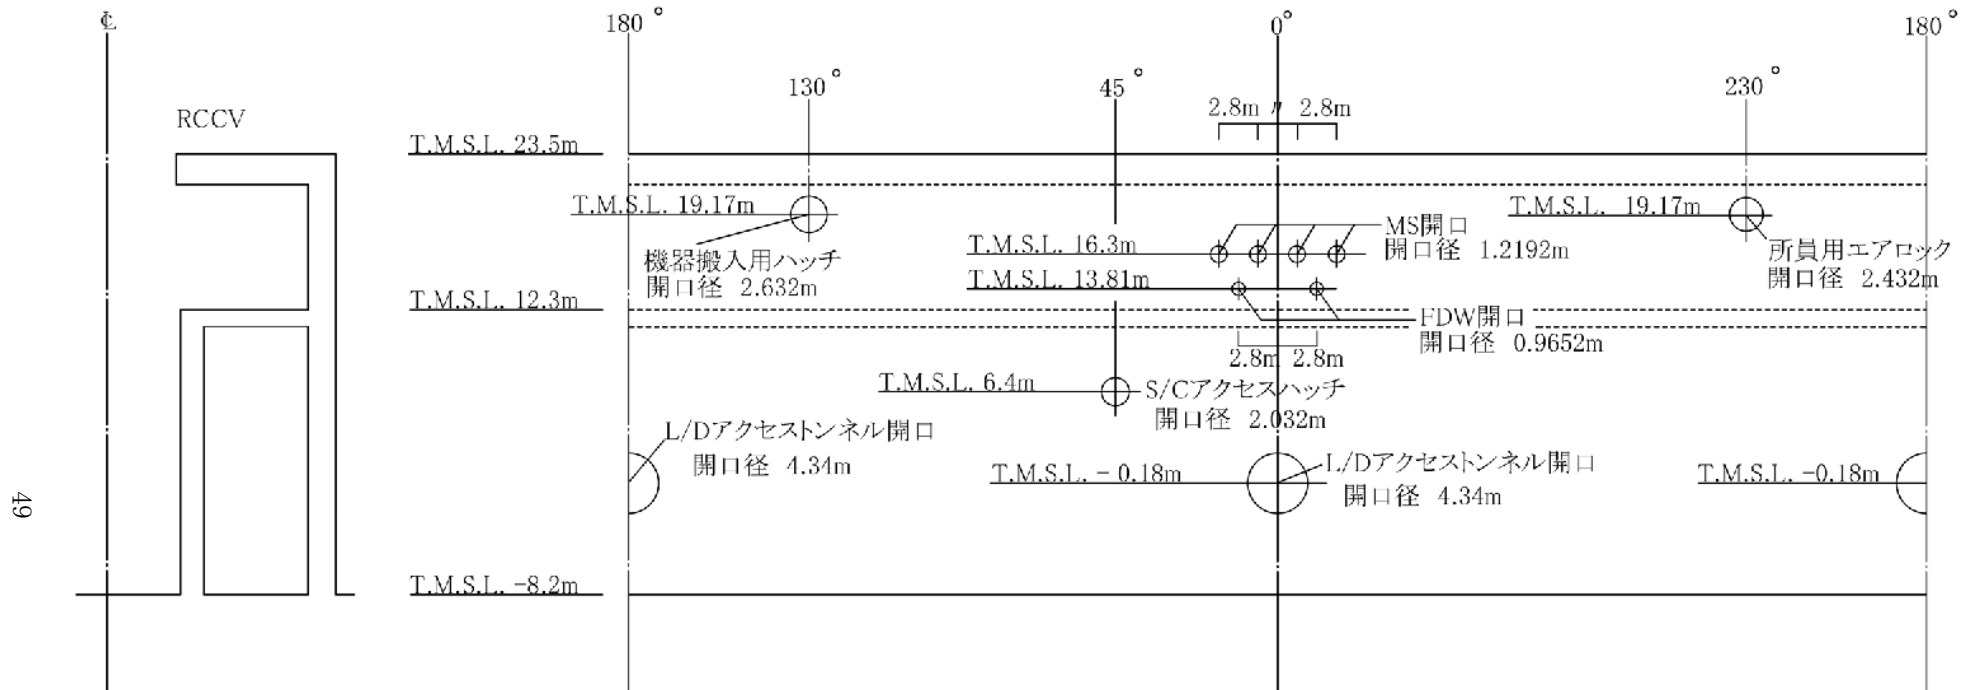 ℄
180°
0°
180°
130°
45°
230°
2.8m 〃 2.8m
RCCV
T.M.S.L. 23.5m
T.M.S.L. 19.17m
機器搬入用ハッチ
開口径 2.632m
T.M.S.L. 16.3m
MS開口
開口径 1.2192m
T.M.S.L. 19.17m
所員用エアロック
開口径 2.432m
T.M.S.L. 13.81m
T.M.S.L. 12.3m
FDW開口
開口径 0.9652m
2.8m 2.8m
T.M.S.L. 6.4m
S/Cアクセスハッチ
開口径 2.032m
L/Dアクセストンネル開口
開口径 4.34m
T.M.S.L. -0.18m
L/Dアクセストンネル開口
開口径 4.34m
T.M.S.L. -0.18m
T.M.S.L. -8.2m
49